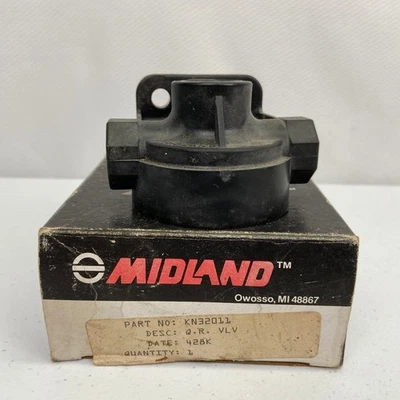 MIDLAND™
Owosso, MI 48867
PART NO: KN32011
DESC: Q.R. VLV
DATE: 428K
QUANTITY: 1